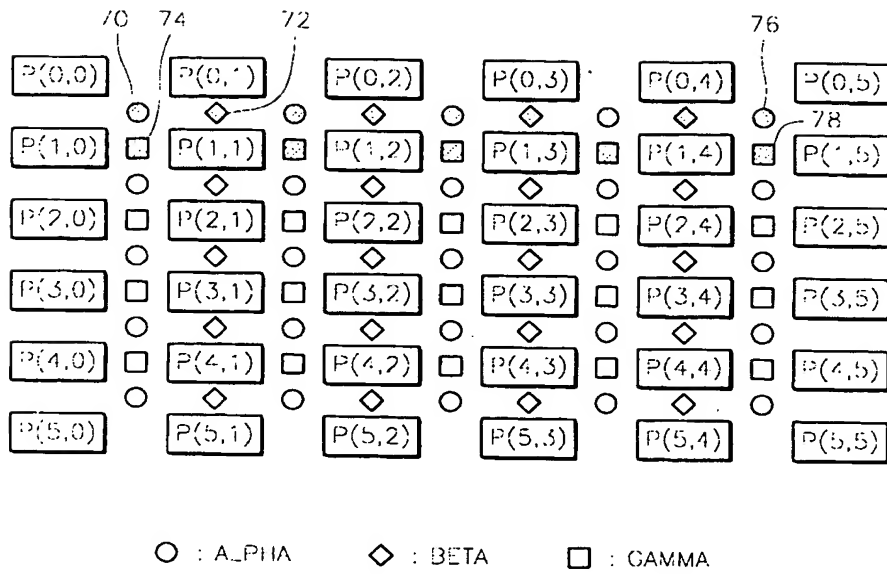 70 74 72 76
P(0,0) P(0,1) P(0,2) P(0,3) P(0,4) P(0,5)
78
P(1,0) P(1,1) P(1,2) P(1,3) P(1,4) P(1,5)
P(2,0) P(2,1) P(2,2) P(2,3) P(2,4) P(2,5)
P(3,0) P(3,1) P(3,2) P(3,3) P(3,4) P(3,5)
P(4,0) P(4,1) P(4,2) P(4,3) P(4,4) P(4,5)
P(5,0) P(5,1) P(5,2) P(5,3) P(5,4) P(5,5)
○ : ALPHA ◇ : BETA □ : GAMMA